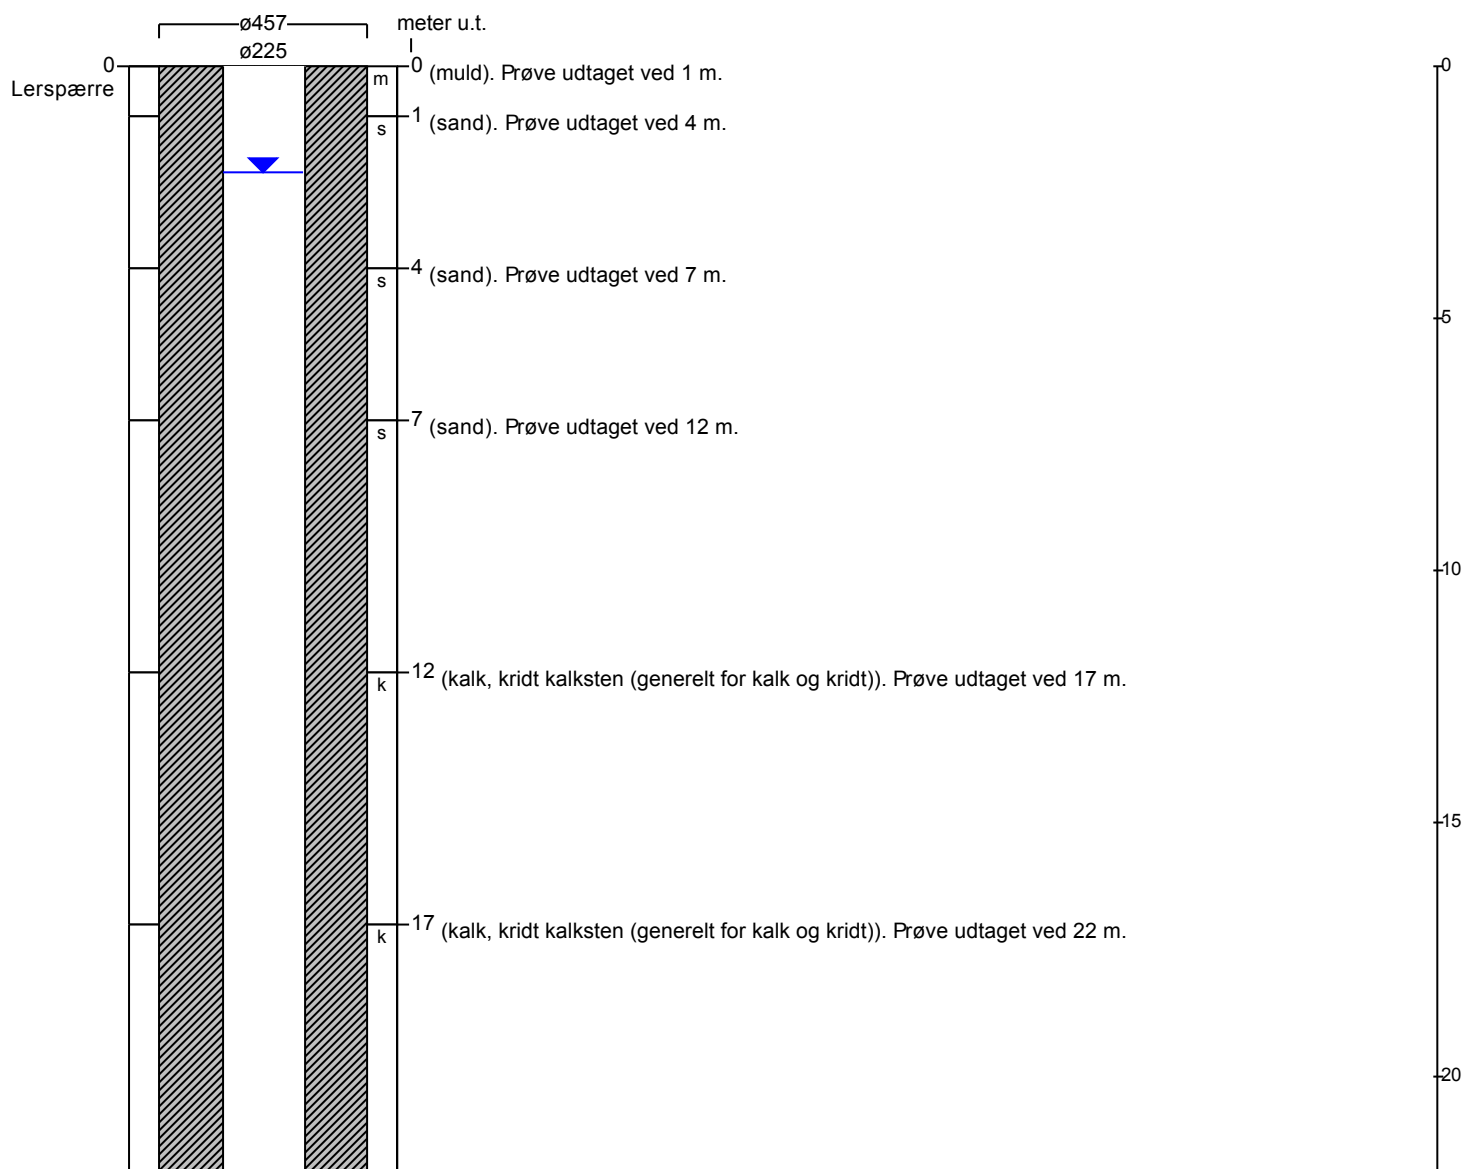 ø457
meter u.t.
ø225
0
0 (muld). Prøve udtaget ved 1 m.
0
Lerspærre
m
1 (sand). Prøve udtaget ved 4 m.
s
4 (sand). Prøve udtaget ved 7 m.
s
5
7 (sand). Prøve udtaget ved 12 m.
s
10
12 (kalk, kridt kalksten (generelt for kalk og kridt)). Prøve udtaget ved 17 m.
k
15
17 (kalk, kridt kalksten (generelt for kalk og kridt)). Prøve udtaget ved 22 m.
k
20